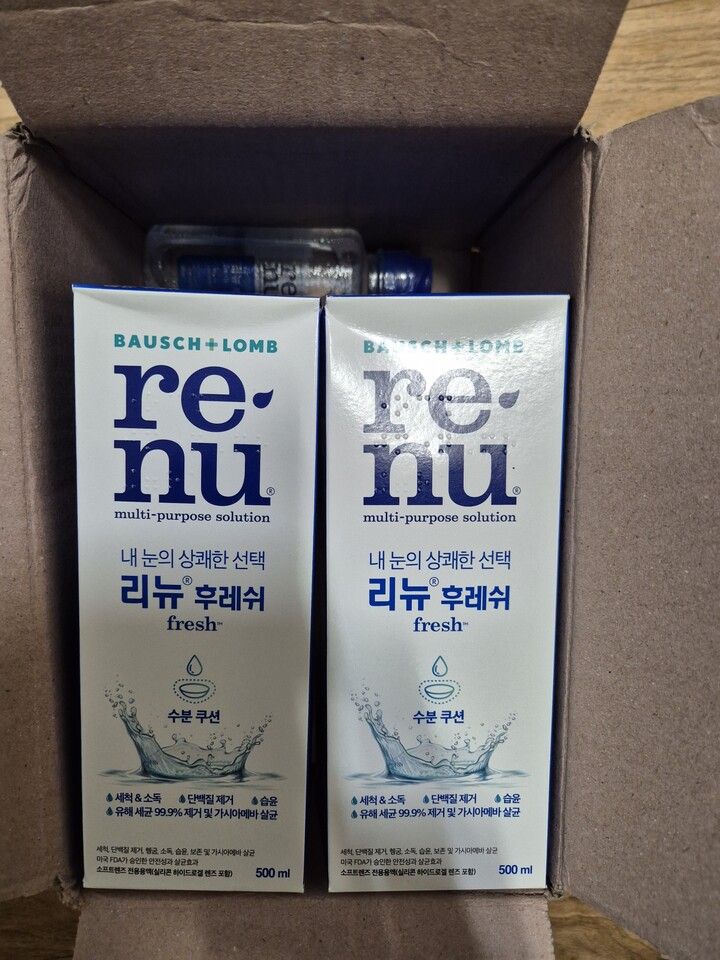 BAUSCH+LOMB
re
nu®
multi-purpose solution
내 눈의 상쾌한 선택
리뉴® 후레쉬
fresh™
수분 쿠션
세척 & 소독 단백질 제거 습윤
유해 세균 99.9% 제거 및 가시아메바 살균
세척, 단백질 제거, 헹굼, 소독, 습윤, 보존 및 가시아메바 살균
미국 FDA가 승인한 안전성과 살균효과
소프트렌즈 전용용액(실리콘 하이드로겔 렌즈 포함)
500 ml
BAUSCH+LOMB
re
nu®
multi-purpose solution
내 눈의 상쾌한 선택
리뉴® 후레쉬
fresh™
수분 쿠션
세척 & 소독 단백질 제거 습윤
유해 세균 99.9% 제거 및 가시아메바 살균
세척, 단백질 제거, 헹굼, 소독, 습윤, 보존 및 가시아메바 살균
미국 FDA가 승인한 안전성과 살균효과
소프트렌즈 전용용액(실리콘 하이드로겔 렌즈 포함)
500 ml
re
nu